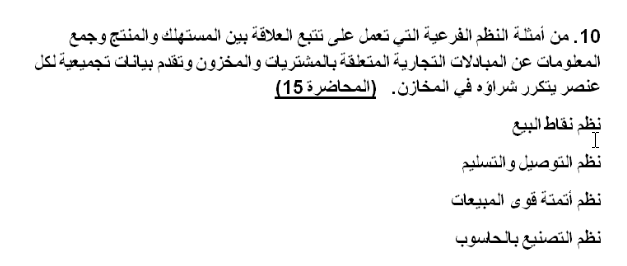 10. من أمثلة النظم الفرعية التي تعمل على تتبع العلاقة بين المستهلك والمنتج وجمع
المعلومات عن المبادلات التجارية المتعلقة بالمشتريات والمخزون وتقدم بيانات تجميعية لكل
عنصر يتكرر شراؤه في المخازن. (المحاضرة 15)
نظم نقاط البيع
نظم التوصيل والتسليم
نظم أتمتة قوى المبيعات
نظم التصنيع بالحاسوب